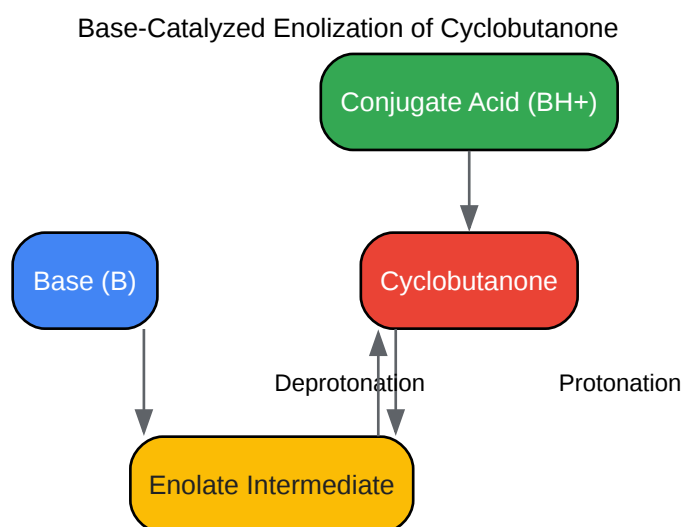 Base-Catalyzed Enolization of Cyclobutanone
Conjugate Acid (BH+)
Base (B)
Cyclobutanone
Deprotonation
Protonation
Enolate Intermediate